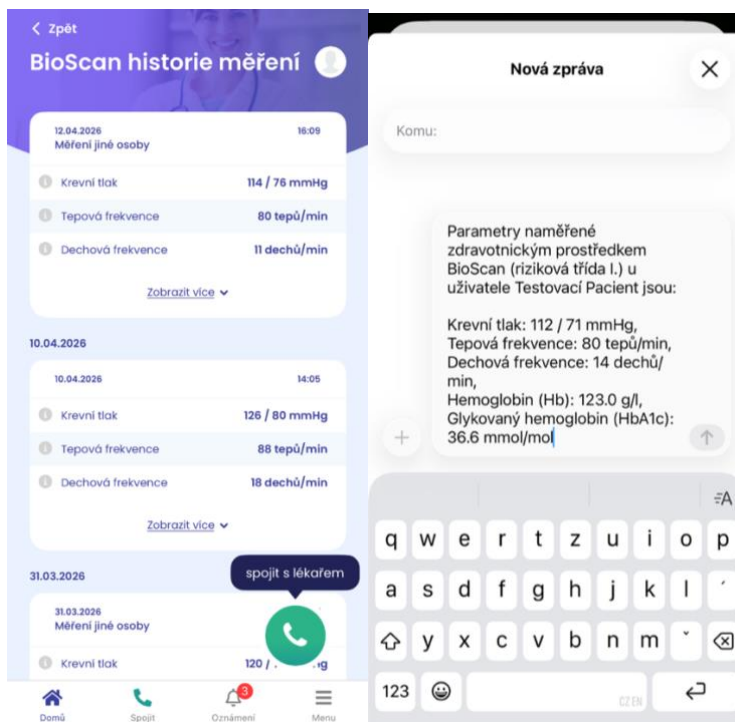 Zpět
BioScan historie měření
12.04.2026 16:09
Měření jiné osoby
Krevní tlak 114 / 76 mmHg
Tepová frekvence 80 tepů/min
Dechová frekvence 11 dechů/min
Zobrazit více
10.04.2026
10.04.2026 14:05
Krevní tlak 126 / 80 mmHg
Tepová frekvence 88 tepů/min
Dechová frekvence 18 dechů/min
Zobrazit více
31.03.2026
spojit s lékařem
31.03.2026
Měření jiné osoby
Krevní tlak 120 /
Domů Spojit Oznámení 3 Menu
Nová zpráva
Komu:
Parametry naměřené
zdravotnickým prostředkem
BioScan (riziková třída I.) u
uživatele Testovací Pacient jsou:
Krevní tlak: 112 / 71 mmHg,
Tepová frekvence: 80 tepů/min,
Dechová frekvence: 14 dechů/
min,
Hemoglobin (Hb): 123.0 g/l,
Glykovaný hemoglobin (HbA1c):
36.6 mmol/mol
A
q w e r t z u i o p
a s d f g h j k l ´
y x c v b n m ˇ
123 CZ EN